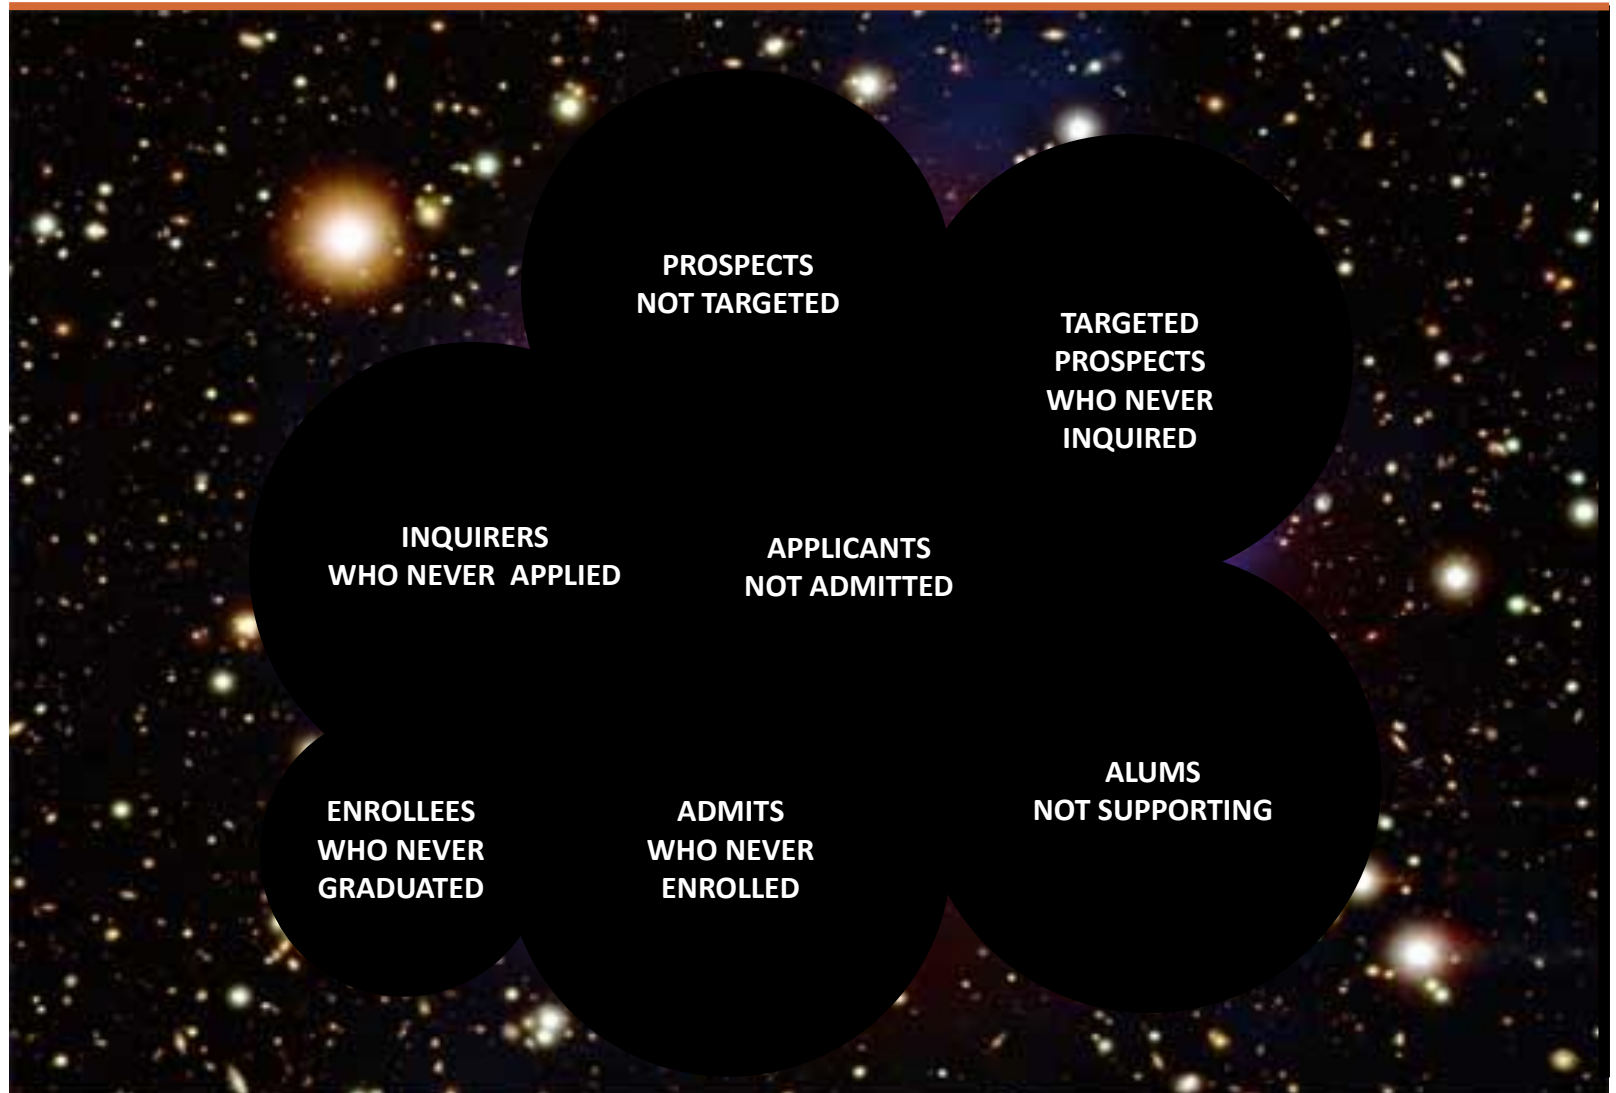 PROSPECTS
NOT TARGETED
TARGETED
PROSPECTS
WHO NEVER
INQUIRED
INQUIRERS
WHO NEVER  APPLIED
APPLICANTS
NOT ADMITTED
ENROLLEES
WHO NEVER
GRADUATED
ADMITS
WHO NEVER
ENROLLED
ALUMS
NOT SUPPORTING